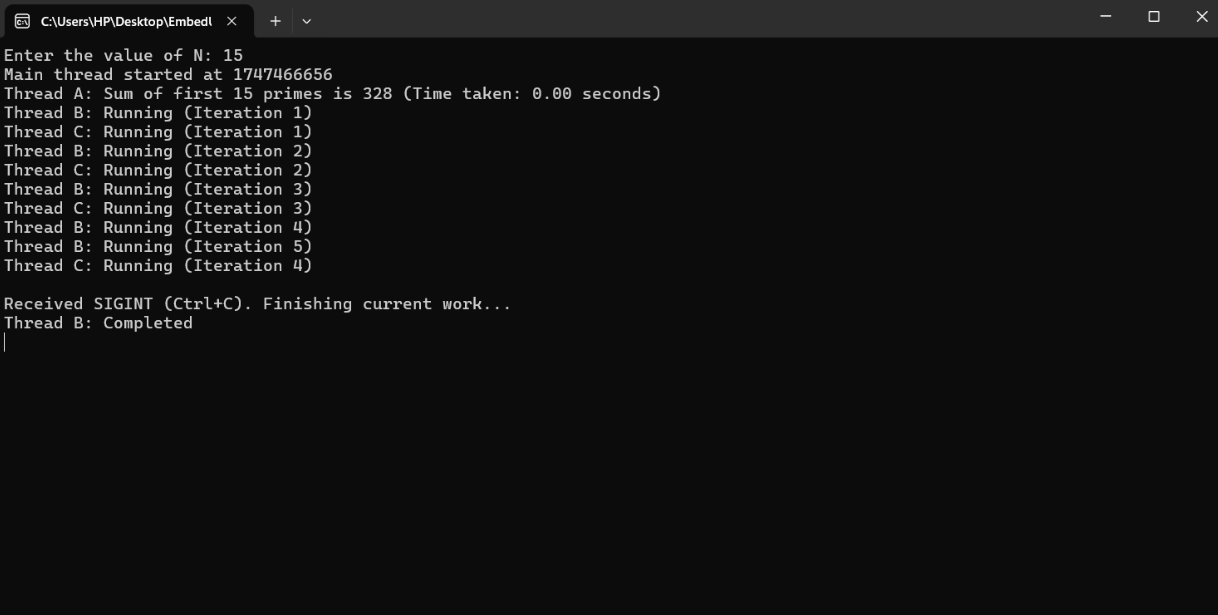 C:\Users\HP\Desktop\Embedl
Enter the value of N: 15
Main thread started at 1747466656
Thread A: Sum of first 15 primes is 328 (Time taken: 0.00 seconds)
Thread B: Running (Iteration 1)
Thread C: Running (Iteration 1)
Thread B: Running (Iteration 2)
Thread C: Running (Iteration 2)
Thread B: Running (Iteration 3)
Thread C: Running (Iteration 3)
Thread B: Running (Iteration 4)
Thread B: Running (Iteration 5)
Thread C: Running (Iteration 4)
Received SIGINT (Ctrl+C). Finishing current work...
Thread B: Completed